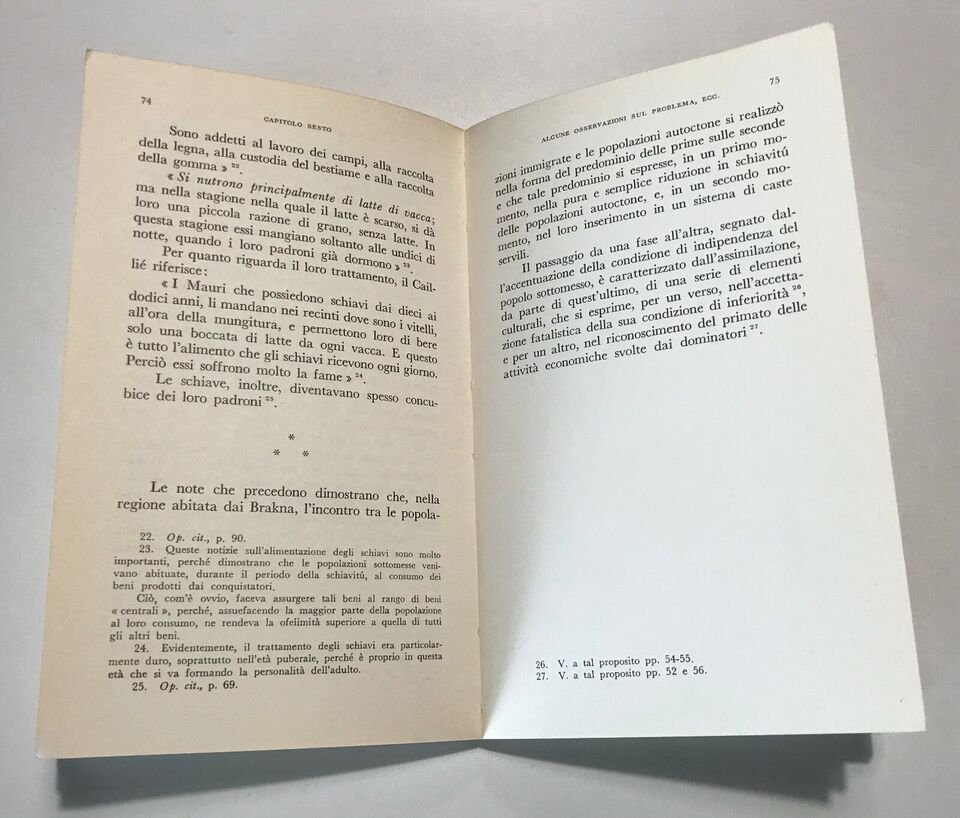 74
CAPITOLO SESTO
Sono addetti al lavoro dei campi, alla raccolta
della legna, alla custodia del bestiame e alla raccolta
della gomma » 22.
« Si nutrono principalmente di latte di vacca;
ma nella stagione nella quale il latte è scarso, si dà
loro una piccola razione di grano, senza latte. In
questa stagione essi mangiano soltanto alle undici di
notte, quando i loro padroni già dormono » 23.
Per quanto riguarda il loro trattamento, il Cail-
lié riferisce:
« I Mauri che possiedono schiavi dai dieci ai
dodici anni, li mandano nei recinti dove sono i vitelli,
all'ora della mungitura, e permettono loro di bere
solo una boccata di latte da ogni vacca. E questo
è tutto l'alimento che gli schiavi ricevono ogni giorno.
Perciò essi soffrono molto la fame » 24.
Le schiave, inoltre, diventavano spesso concu-
bice dei loro padroni 25.
*
* *
Le note che precedono dimostrano che, nella
regione abitata dai Brakna, l'incontro tra le popola-
22. Op. cit., p. 90.
23. Queste notizie sull'alimentazione degli schiavi sono molto
importanti, perché dimostrano che le popolazioni sottomesse veni-
vano abituate, durante il periodo della schiavitú, al consumo dei
beni prodotti dai conquistatori.
Ciò, com'è ovvio, faceva assurgere tali beni al rango di beni
« centrali », perché, assuefacendo la maggior parte della popolazione
al loro consumo, ne rendeva la ofelimità superiore a quella di tutti
gli altri beni.
24. Evidentemente, il trattamento degli schiavi era particolar-
mente duro, soprattutto nell'età puberale, perché è proprio in questa
età che si va formando la personalità dell'adulto.
25. Op. cit., p. 69.
75
ALCUNE OSSERVAZIONI SUL PROBLEMA, ECC.
zioni immigrate e le popolazioni autoctone si realizzò
nella forma del predominio delle prime sulle seconde
e che tale predominio si espresse, in un primo mo-
mento, nella pura e semplice riduzione in schiavitú
delle popolazioni autoctone, e, in un secondo mo-
mento, nel loro inserimento in un sistema di caste
servili.
Il passaggio da una fase all'altra, segnato dal-
l'accentuazione della condizione di indipendenza del
popolo sottomesso, è caratterizzato dall'assimilazione,
da parte di quest'ultimo, di una serie di elementi
culturali, che si esprime, per un verso, nell'accetta-
zione fatalistica della sua condizione di inferiorità 26,
e per un altro, nel riconoscimento del primato delle
attività economiche svolte dai dominatori 27.
26. V. a tal proposito pp. 54-55.
27. V. a tal proposito pp. 52 e 56.